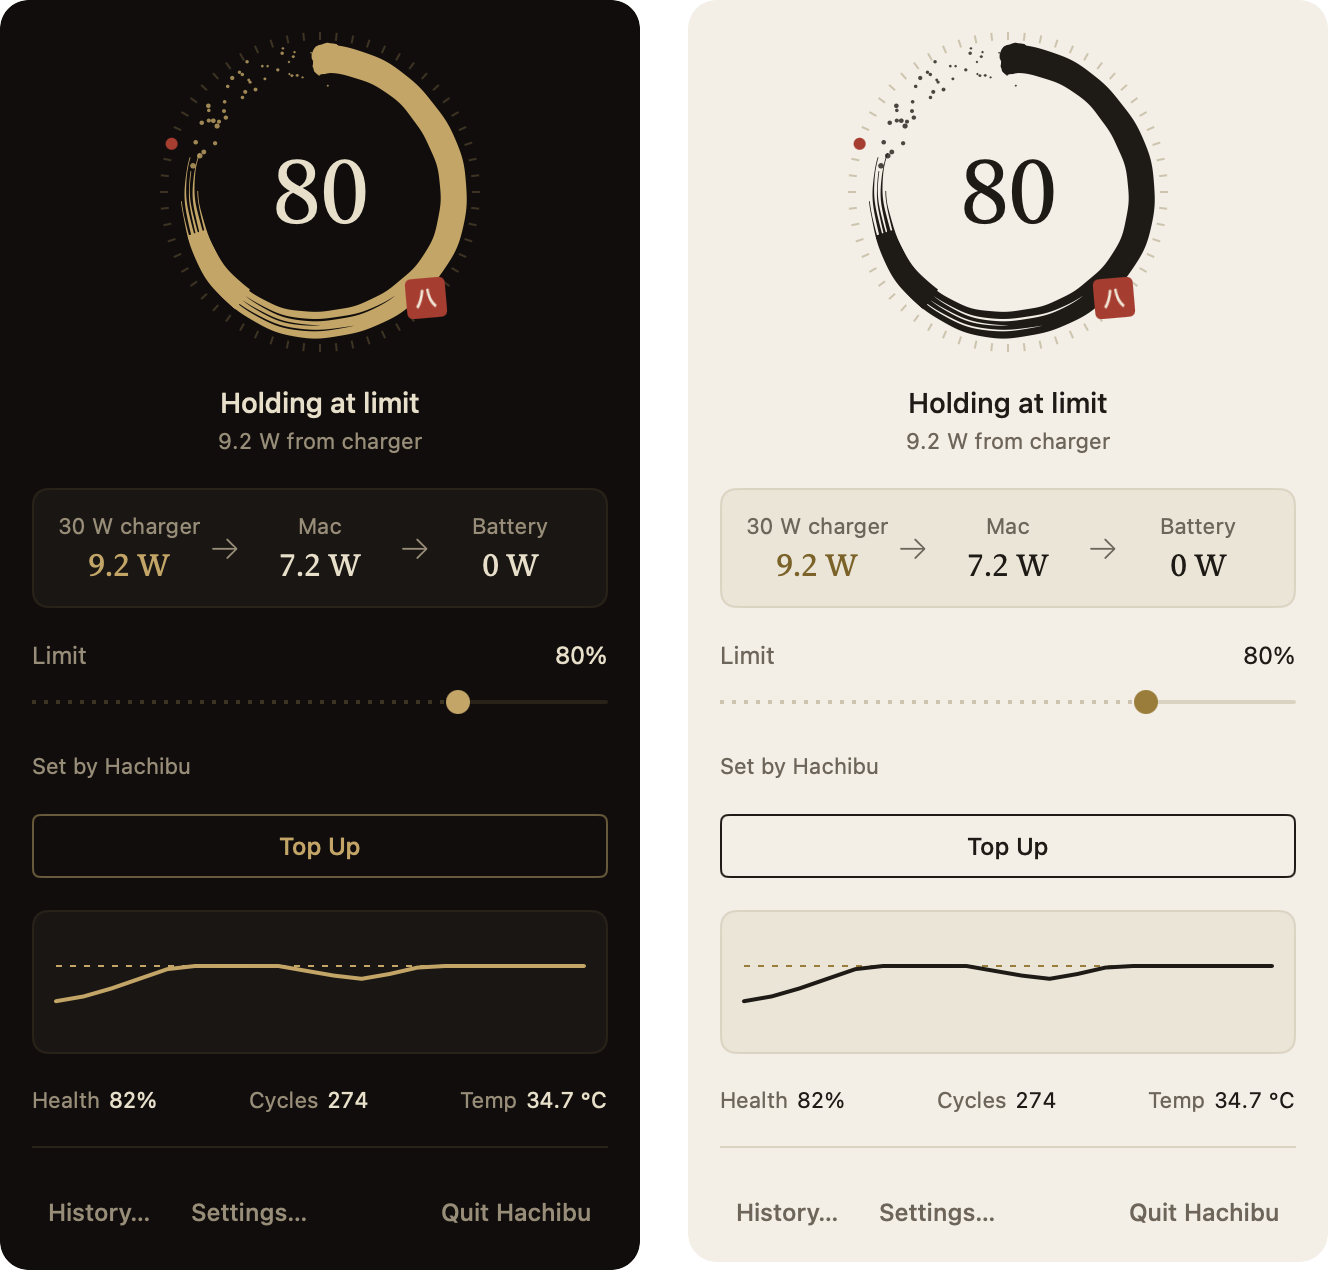 80
八
Holding at limit
9.2 W from charger
30 W charger → Mac → Battery
9.2 W 7.2 W 0 W
Limit 80%
Set by Hachibu
Top Up
Health 82% Cycles 274 Temp 34.7 °C
History... Settings... Quit Hachibu
80
八
Holding at limit
9.2 W from charger
30 W charger → Mac → Battery
9.2 W 7.2 W 0 W
Limit 80%
Set by Hachibu
Top Up
Health 82% Cycles 274 Temp 34.7 °C
History... Settings... Quit Hachibu